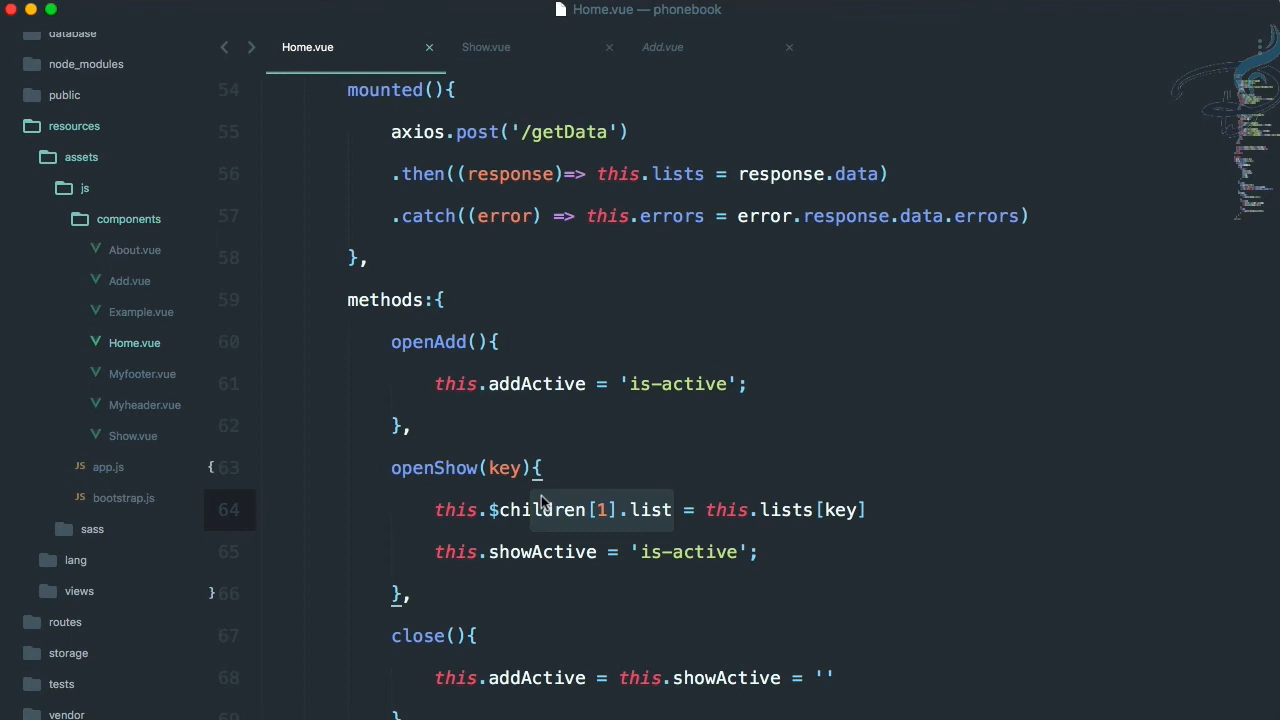 Home.vue — phonebook
database
node_modules
public
resources
assets
js
components
About.vue
Add.vue
Example.vue
Home.vue
Myfooter.vue
Myheader.vue
Show.vue
JS app.js
JS bootstrap.js
sass
lang
views
routes
storage
tests
vendor
Home.vue × Show.vue × Add.vue ×
54 mounted(){
55 axios.post('/getData')
56 .then((response)=> this.lists = response.data)
57 .catch((error) => this.errors = error.response.data.errors)
58 },
59 methods:{
60 openAdd(){
61 this.addActive = 'is-active';
62 },
{ 63 openShow(key){
64 this.$children[1].list = this.lists[key]
65 this.showActive = 'is-active';
} 66 },
67 close(){
68 this.addActive = this.showActive = ''
69 }